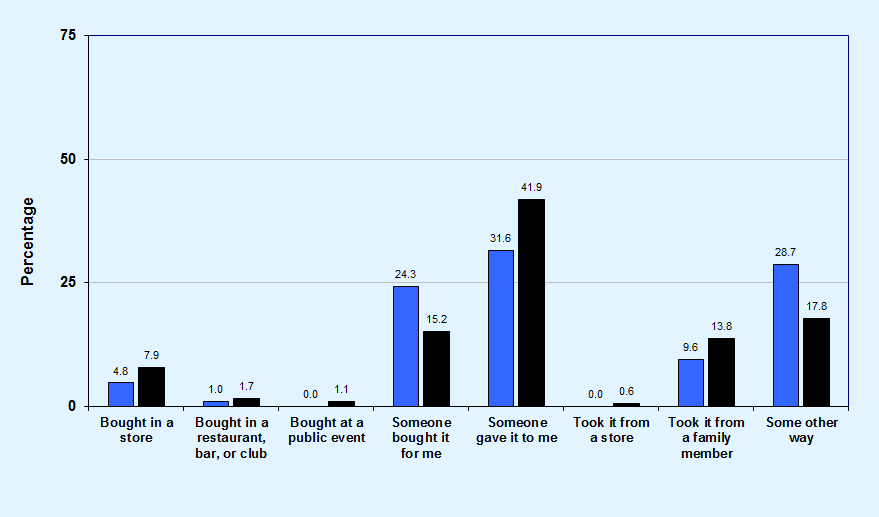 75
50
25
0
Percentage
4.8
7.9
1.0
1.7
0.0
1.1
24.3
15.2
31.6
41.9
0.0
0.6
9.6
13.8
28.7
17.8
Bought in a
store
Bought in a
restaurant,
bar, or club
Bought at a
public event
Someone
bought it
for me
Someone
gave it to me
Took it from
a store
Took it from
a family
member
Some other
way